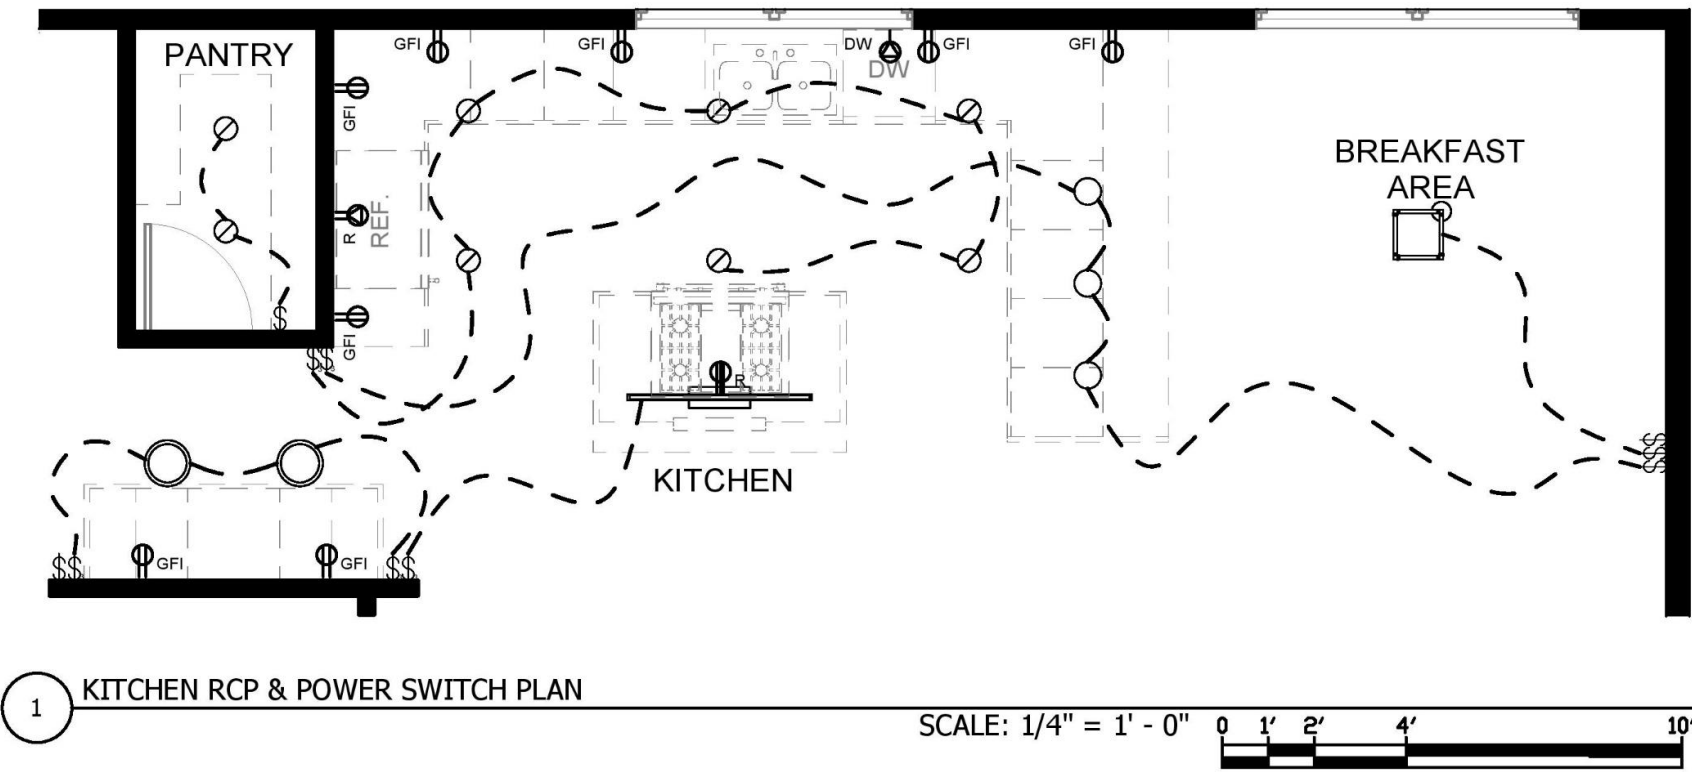 GFI
GFI
DW
GFI
GFI
PANTRY
DW
GFI
BREAKFAST
AREA
R
REF.
$
GFI
$$
R
$$$
KITCHEN
$$
GFI
GFI
$$
1
KITCHEN RCP & POWER SWITCH PLAN
SCALE: 1/4" = 1' - 0"
0 1' 2' 4' 10'